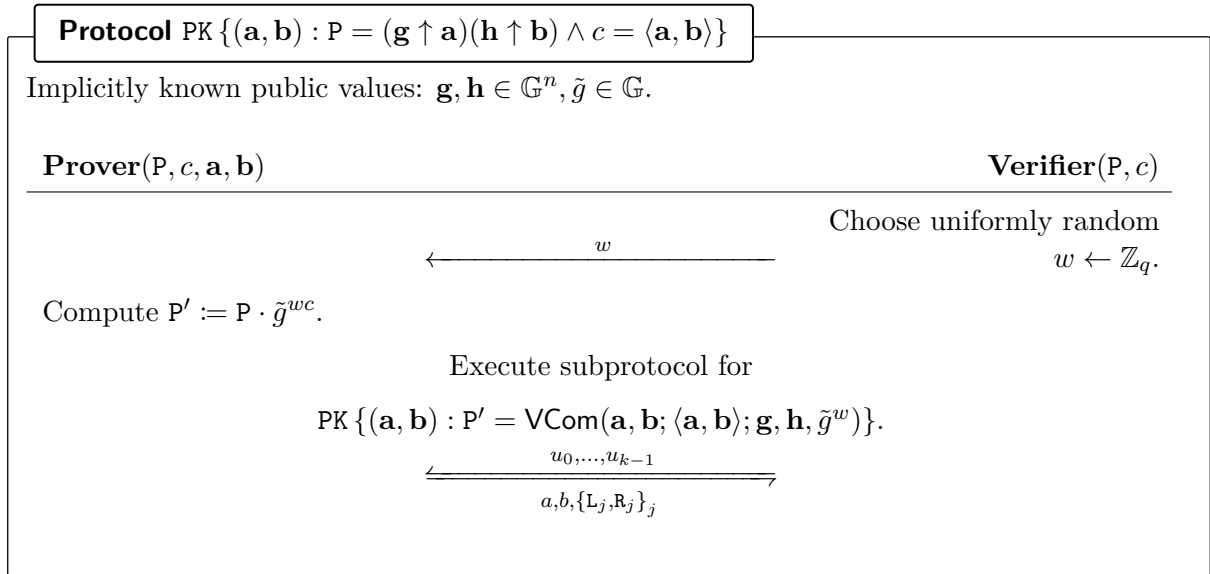 Protocol PK {(a, b) : P = (g ↑ a)(h ↑ b) ∧ c = ⟨a, b⟩}
Implicitly known public values: g, h ∈ 𝔾ⁿ, g̃ ∈ 𝔾.
Prover(P, c, a, b) Verifier(P, c)
Choose uniformly random
w
w ← ℤ_q.
Compute P′ := P · g̃^{wc}.
Execute subprotocol for
PK {(a, b) : P′ = VCom(a, b; ⟨a, b⟩; g, h, g̃^w)}.
u_0,...,u_{k−1}
a,b,{L_j,R_j}_j